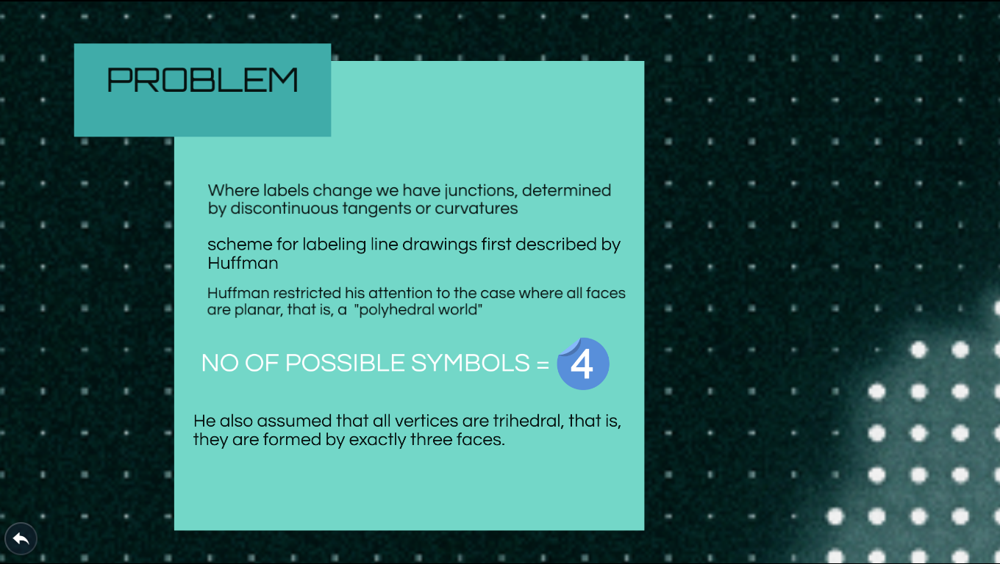 PROBLEM
Where labels change we have junctions, determined
by discontinuous tangents or curvatures
scheme for labeling line drawings first described by
Huffman
Huffman restricted his attention to the case where all faces
are planar, that is, a "polyhedral world"
NO OF POSSIBLE SYMBOLS = 4
He also assumed that all vertices are trihedral, that is,
they are formed by exactly three faces.